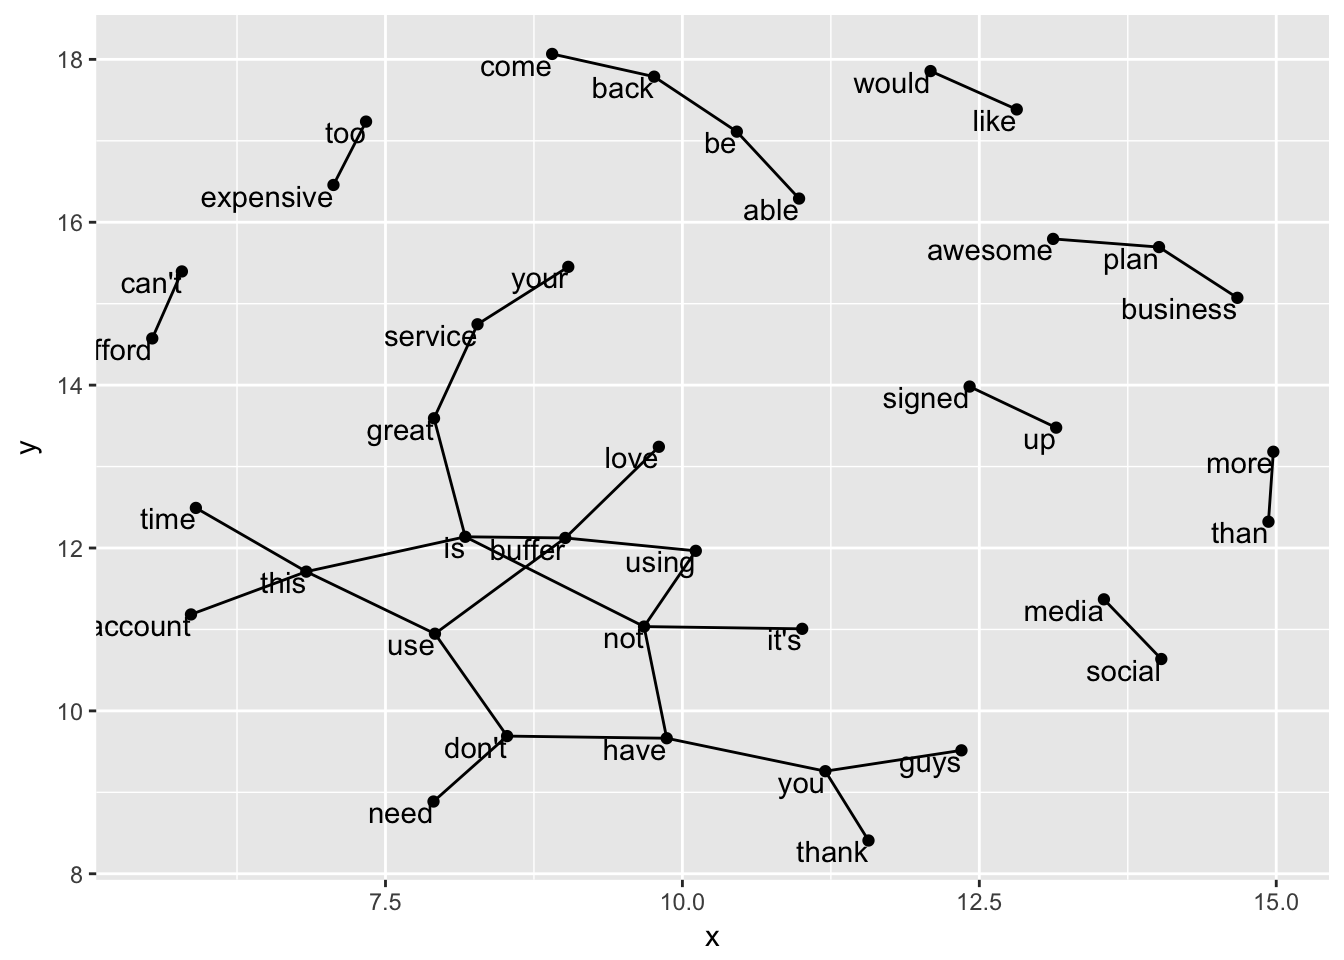 18
come
back
would
like
too
be
expensive
able
16
awesome
plan
can't
your
business
service
fford
14
signed
great
up
y
love
more
time
than
12
is
buffer
using
this
media
account
use
not
it's
social
10
don't
have
guys
you
need
thank
8
7.5
10.0
12.5
15.0
x